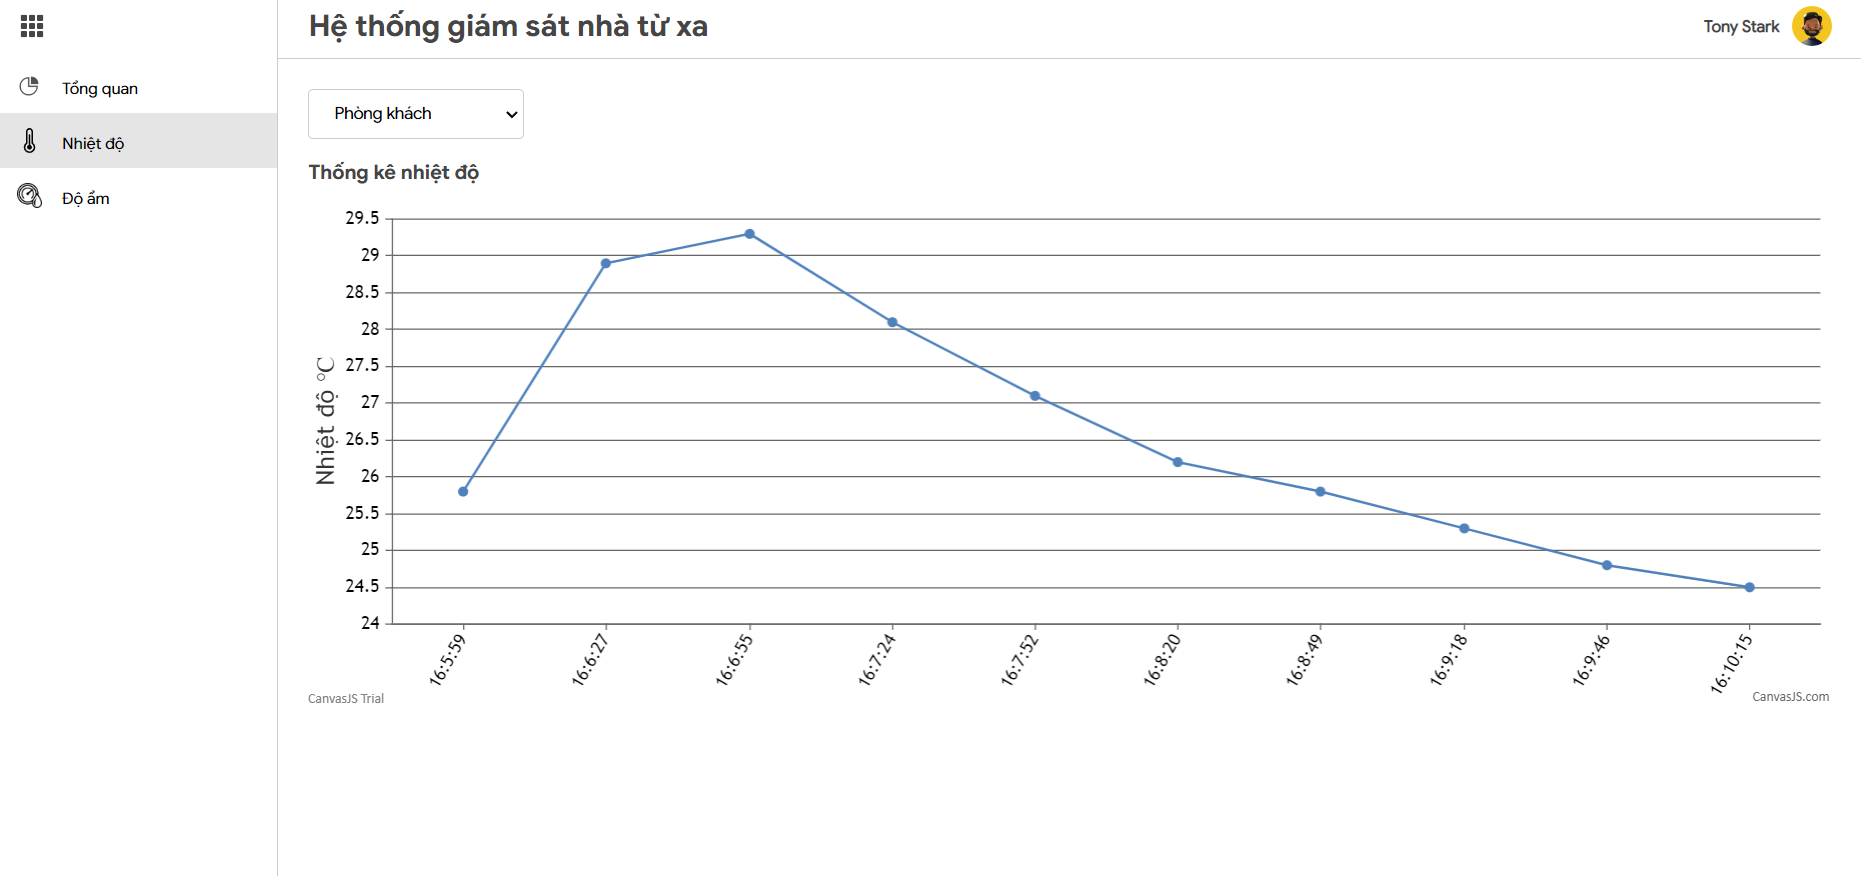 Hệ thống giám sát nhà từ xa
Tony Stark
Tổng quan
Nhiệt độ
Độ ẩm
Phòng khách
Thống kê nhiệt độ
Nhiệt độ °C
29.5
29
28.5
28
27.5
27
26.5
26
25.5
25
24.5
24
16:5:59
16:6:27
16:6:55
16:7:24
16:7:52
16:8:20
16:8:49
16:9:18
16:9:46
16:10:15
CanvasJS Trial
CanvasJS.com